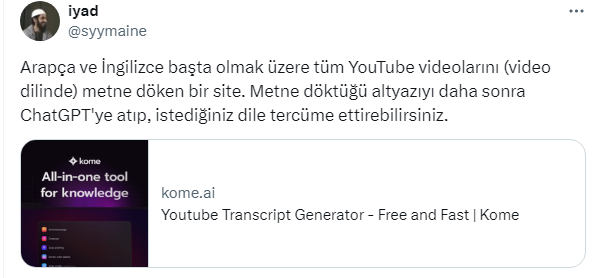 iyad
@syymaine
Arapça ve İngilizce başta olmak üzere tüm YouTube videolarını (video
dilinde) metne döken bir site. Metne döktüğü altyazıyı daha sonra
ChatGPT'ye atıp, istediğiniz dile tercüme ettirebilirsiniz.
kome
All-in-one tool
for knowledge
kome.ai
Youtube Transcript Generator - Free and Fast | Kome